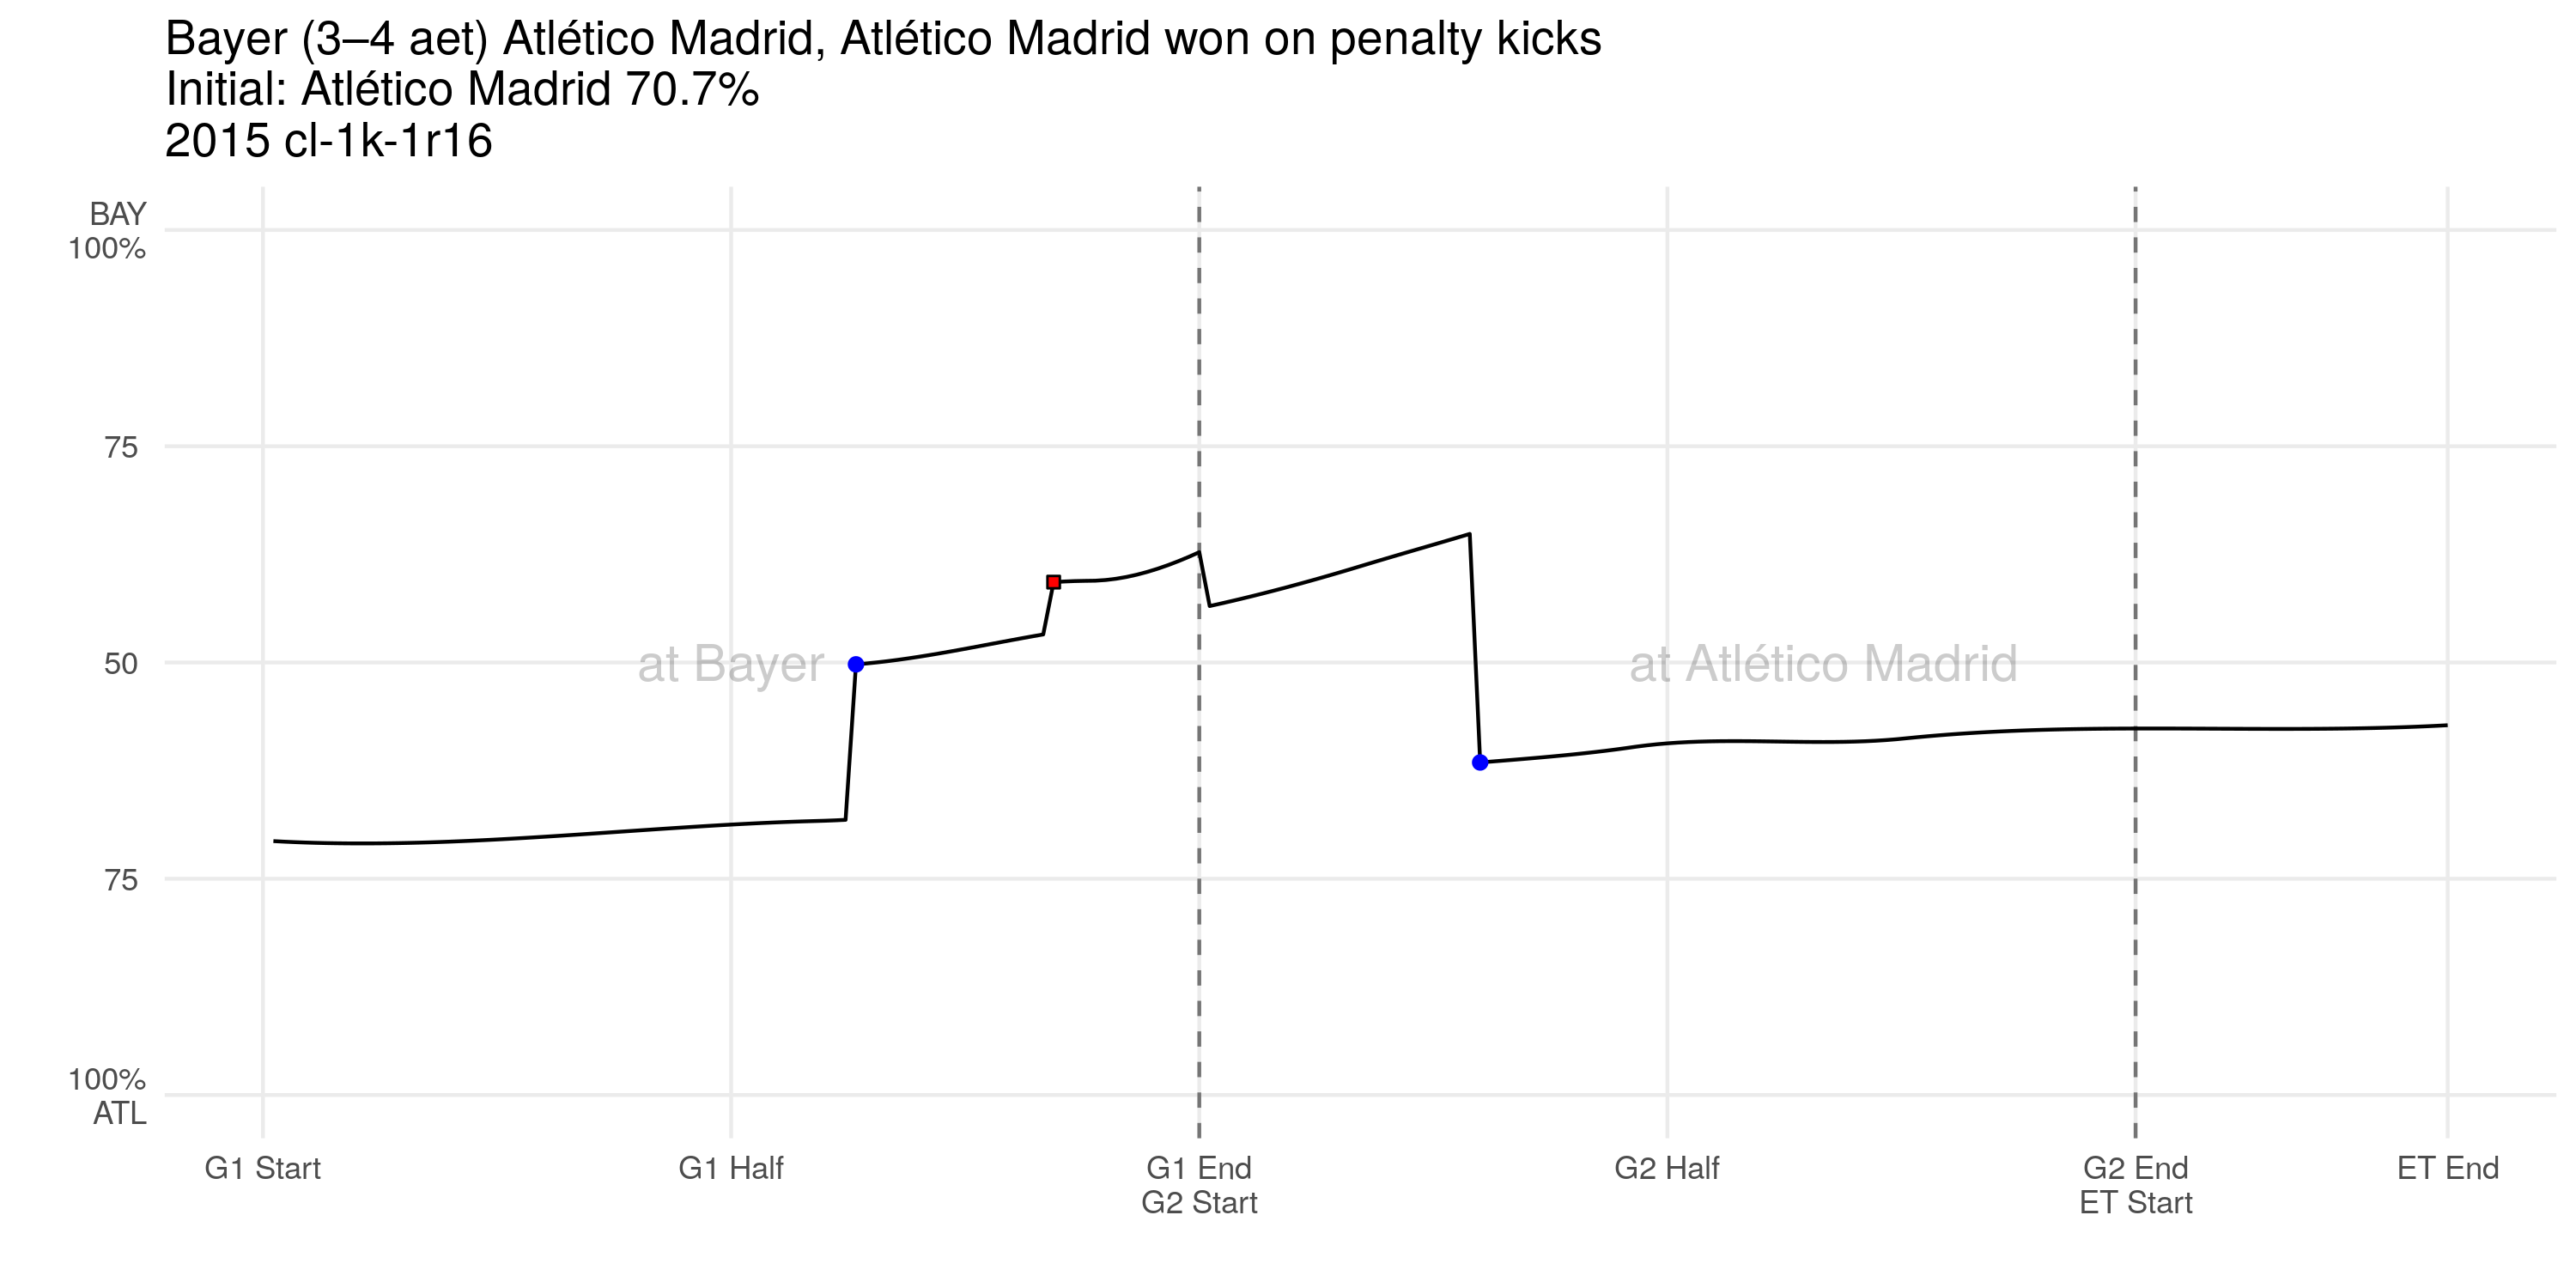 Bayer (3–4 aet) Atlético Madrid, Atlético Madrid won on penalty kicks
Initial: Atlético Madrid 70.7%
2015 cl-1k-1r16
BAY
100%
75
50
75
100%
ATL
at Bayer
at Atlético Madrid
G1 Start
G1 Half
G1 End
G2 Start
G2 Half
G2 End
ET Start
ET End